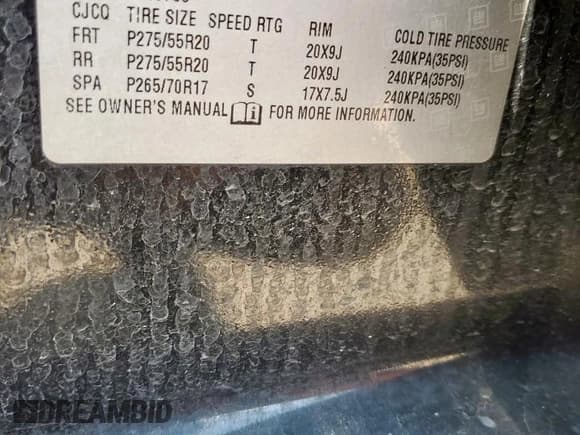 CJCQ TIRE SIZE SPEED RTG RIM COLD TIRE PRESSURE
FRT P275/55R20 T 20X9J 240KPA(35PSI)
RR P275/55R20 T 20X9J 240KPA(35PSI)
SPA P265/70R17 S 17X7.5J 240KPA(35PSI)
SEE OWNER'S MANUAL FOR MORE INFORMATION.
DREAMBID